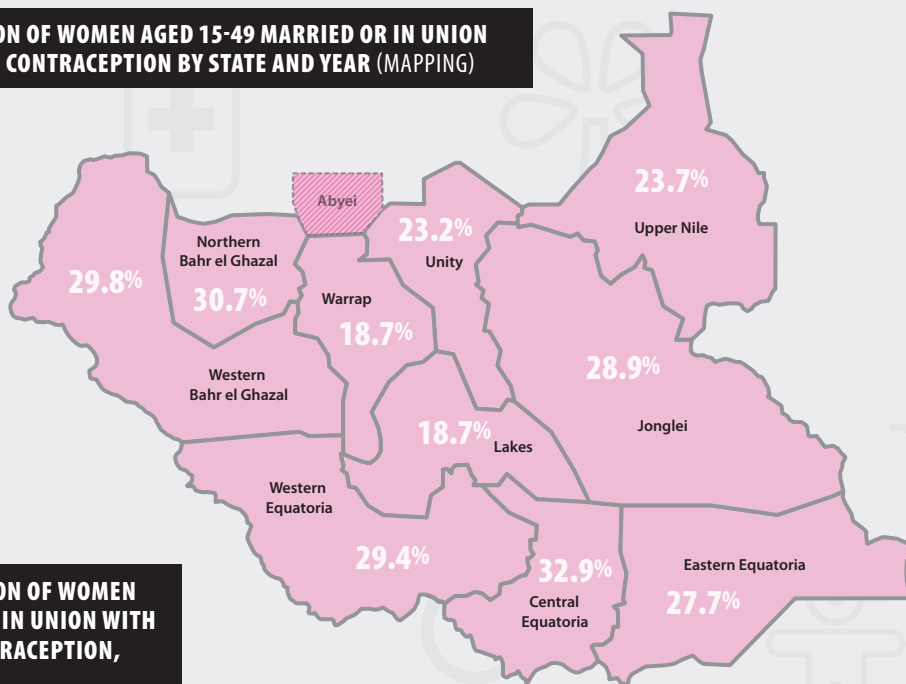 ON OF WOMEN AGED 15-49 MARRIED OR IN UNION
CONTRACEPTION BY STATE AND YEAR (MAPPING)
Abyei
23.7%
Upper Nile
23.2%
Unity
Northern
Bahr el Ghazal
30.7%
29.8%
Warrap
18.7%
Western
Bahr el Ghazal
28.9%
Jonglei
18.7%
Lakes
Western
Equatoria
29.4%
32.9%
Central
Equatoria
Eastern Equatoria
27.7%
ON OF WOMEN
IN UNION WITH
RACEPTION,